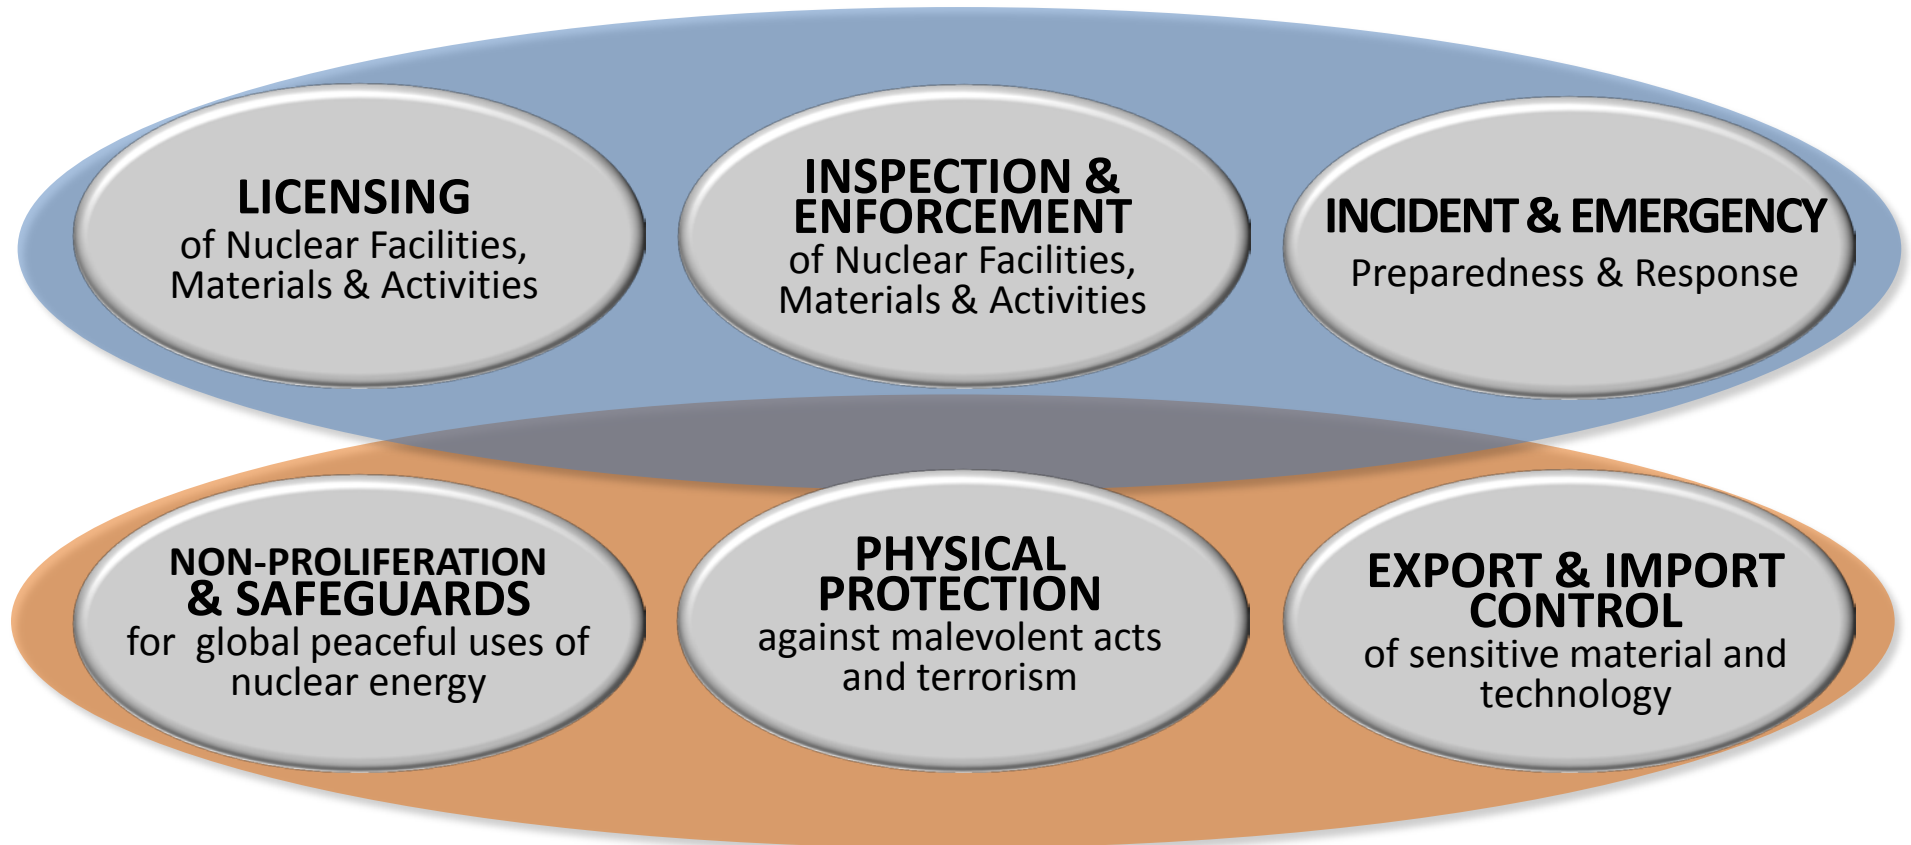 LICENSING
of Nuclear Facilities,
Materials & Activities
INSPECTION &
ENFORCEMENT
of Nuclear Facilities,
Materials & Activities
INCIDENT & EMERGENCY
Preparedness & Response
NON-PROLIFERATION
& SAFEGUARDS
for global peaceful uses of
nuclear energy
PHYSICAL
PROTECTION
against malevolent acts
and terrorism
EXPORT & IMPORT
CONTROL
of sensitive material and
technology